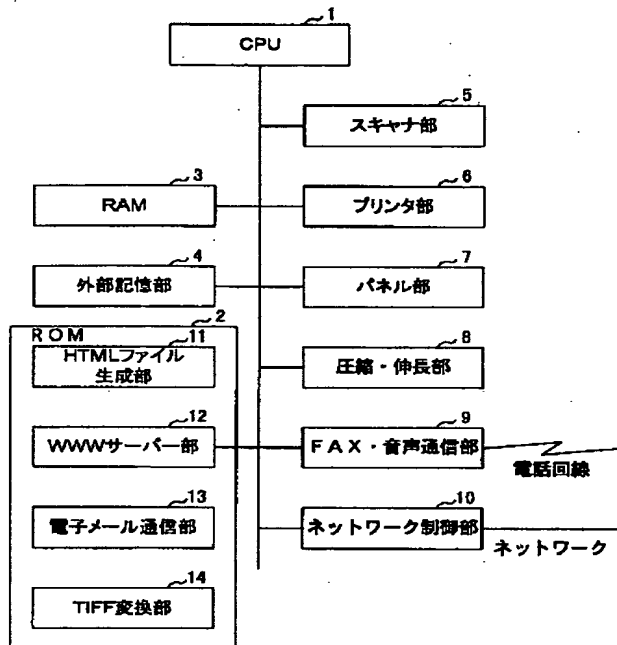 1
CPU
5
スキャナ部
3
RAM
6
プリンタ部
4
外部記憶部
7
パネル部
2
ROM
11
HTMLファイル
生成部
8
圧縮・伸長部
12
WWWサーバー部
9
FAX・音声通信部
電話回線
13
電子メール通信部
10
ネットワーク制御部
ネットワーク
14
TIFF変換部